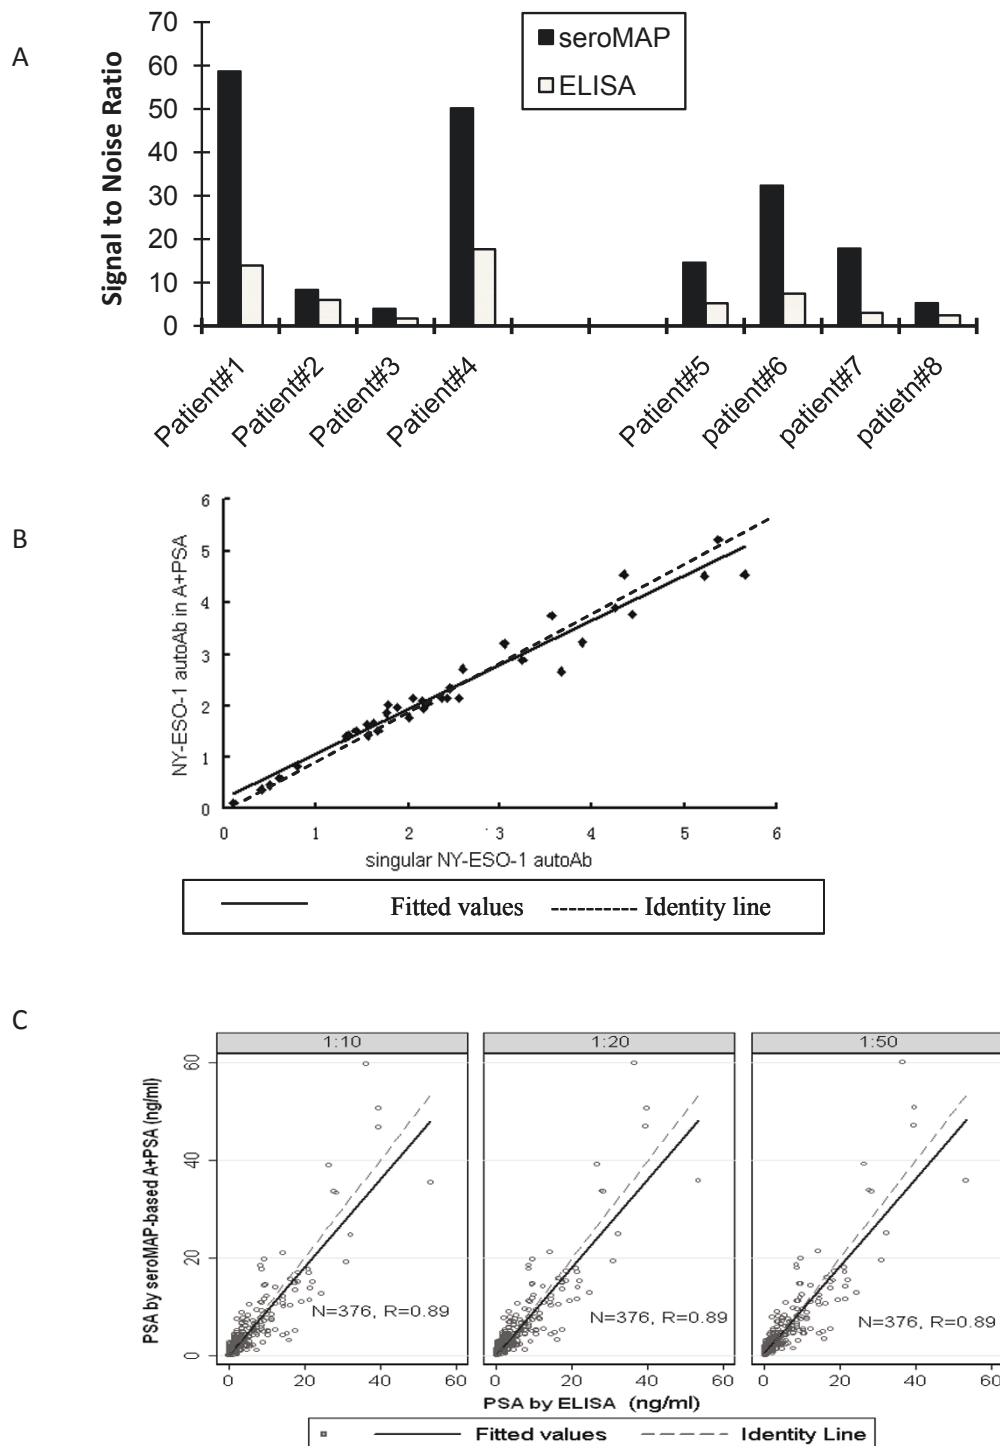 A
Signal to Noise Ratio
70
60
50
40
30
20
10
0
seroMAP
ELISA
Patient#1
Patient#2
Patient#3
Patient#4
Patient#5
patient#6
patient#7
patietn#8
B
NY-ESO-1 autoAb in A+PSA
6
5
4
3
2
1
0
0 1 2 3 4 5 6
singular NY-ESO-1 autoAb
Fitted values Identity line
C
PSA by seroMAP-based A+PSA (ng/ml)
1:10 1:20 1:50
60
40
20
0
N=376, R=0.89 N=376, R=0.89 N=376, R=0.89
0 20 40 60 0 20 40 60 0 20 40 60
PSA by ELISA (ng/ml)
Fitted values Identity Line